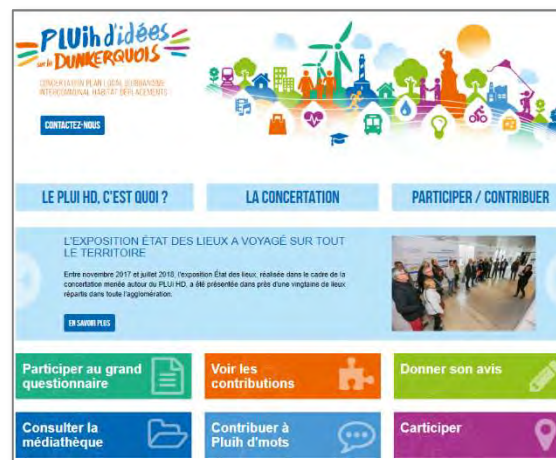 PLUih d'idées
sur le DUNKERQUOIS
CONCERTATION PLAN LOCAL D'URBANISME
INTERCOMMUNAL HABITAT DÉPLACEMENTS
CONTACTEZ-NOUS
LE PLUI HD, C'EST QUOI ?
LA CONCERTATION
PARTICIPER / CONTRIBUER
L'EXPOSITION ÉTAT DES LIEUX A VOYAGÉ SUR TOUT
LE TERRITOIRE
Entre novembre 2017 et juillet 2018, l'exposition État des lieux, réalisée dans le cadre de la
concertation menée autour du PLUi HD, a été présentée dans près d'une vingtaine de lieux
répartis dans toute l'agglomération.
EN SAVOIR PLUS
Participer au grand
questionnaire
Voir les
contributions
Donner son avis
Consulter la
médiathèque
Contribuer à
Pluih d'mots
Carticiper